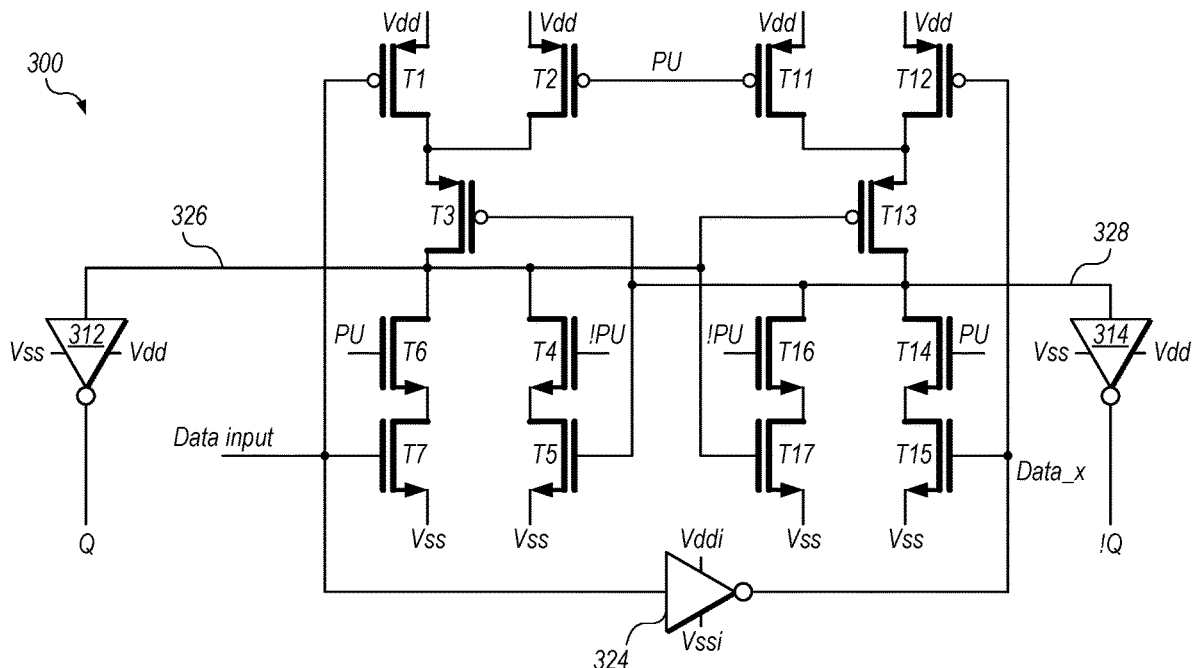 Vdd Vdd Vdd Vdd
300
T1 T2 PU T11 T12
T3 T13
326 328
312 314
Vss Vdd PU T6 T4 !PU !PU T16 T14 PU Vss Vdd
Data input T7 T5 T17 T15 Data_x
Vss Vss Vss Vss
Q !Q
Vddi
Vssi
324